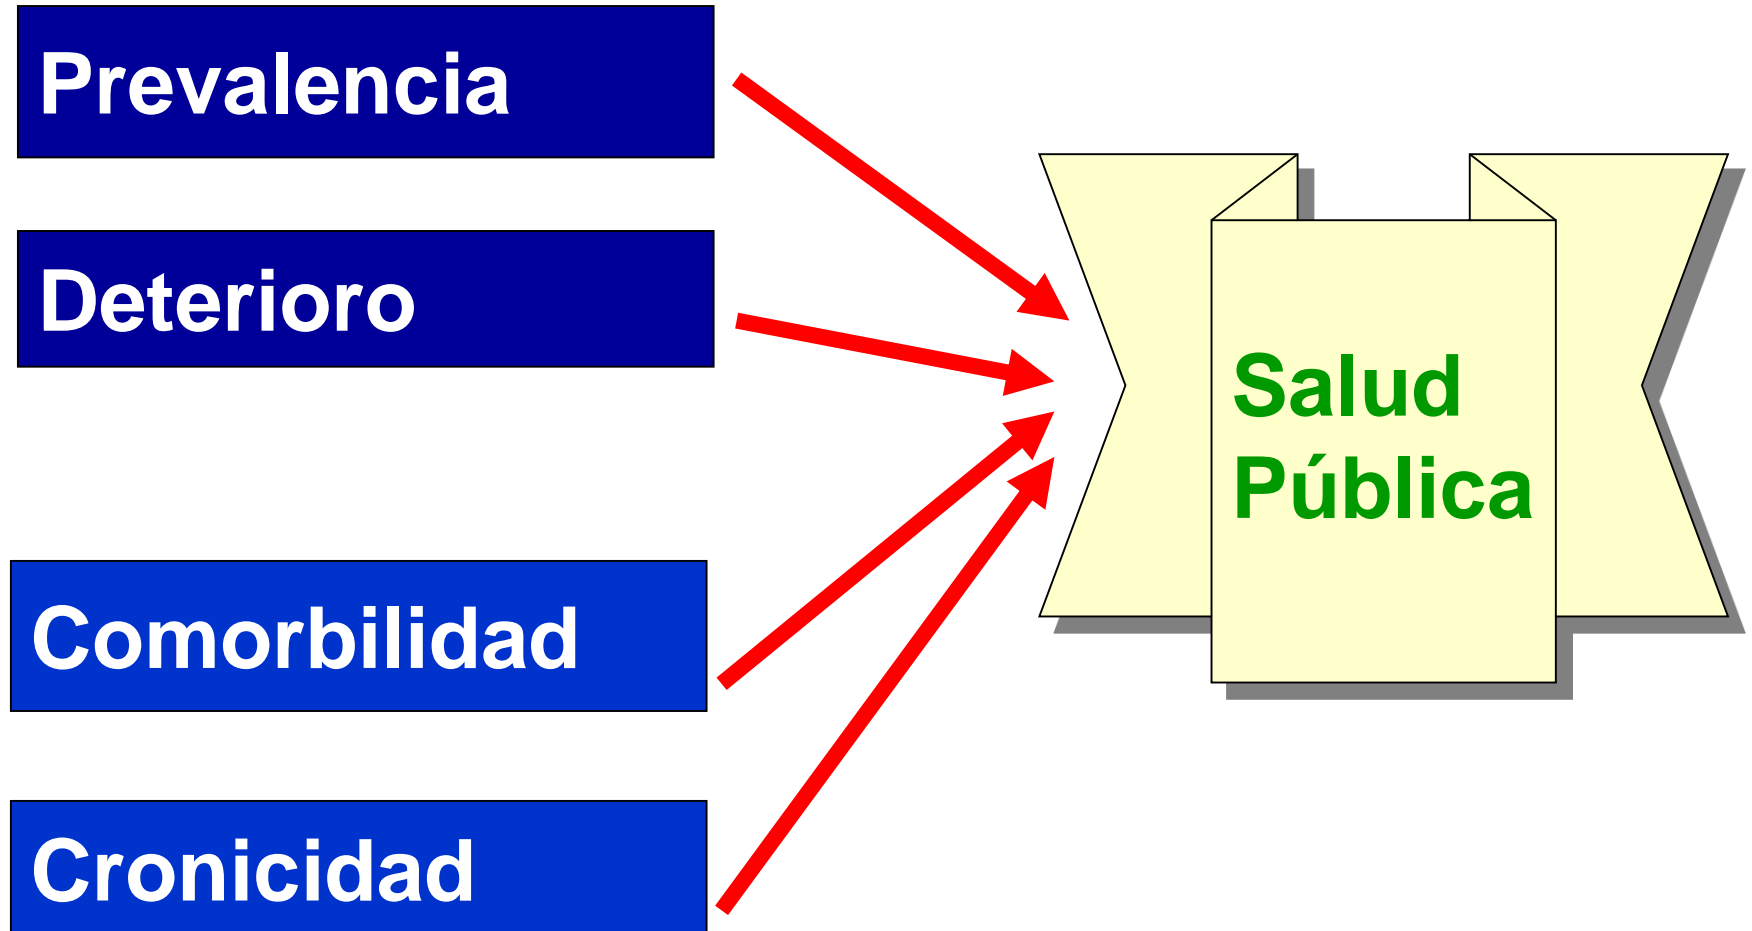 Prevalencia
Deterioro
Comorbilidad
Cronicidad
Salud
Pública